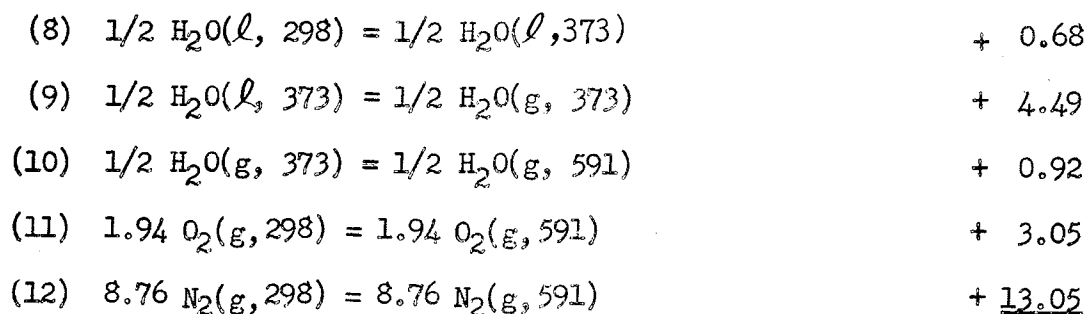 (8) 1/2 H₂O(ℓ, 298) = 1/2 H₂O(ℓ,373) + 0.68
(9) 1/2 H₂O(ℓ, 373) = 1/2 H₂O(g, 373) + 4.49
(10) 1/2 H₂O(g, 373) = 1/2 H₂O(g, 591) + 0.92
(11) 1.94 O₂(g,298) = 1.94 O₂(g,591) + 3.05
(12) 8.76 N₂(g,298) = 8.76 N₂(g,591) + 13.05